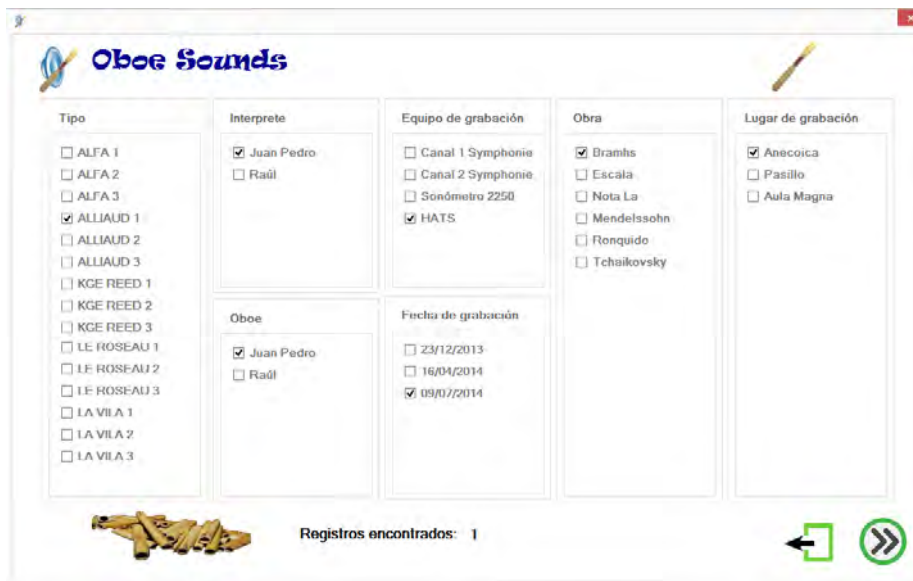 Oboe Sounds
Tipo
ALFA 1
ALFA 2
ALFA 3
ALLIAUD 1
ALLIAUD 2
ALLIAUD 3
KGE REED 1
KGE REED 2
KGE REED 3
LE ROSEAU 1
LE ROSEAU 2
LE ROSEAU 3
LA VILA 1
LA VILA 2
LA VILA 3
Interprete
Juan Pedro
Raúl
Oboe
Juan Pedro
Raúl
Equipo de grabación
Canal 1 Symphonie
Canal 2 Symphonie
Sonómetro 2250
HATS
Fecha de grabación
23/12/2013
16/04/2014
09/07/2014
Obra
Bramhs
Escala
Nota La
Mendelssohn
Ronquido
Tchaikovsky
Lugar de grabación
Anecoica
Pasillo
Aula Magna
Registros encontrados: 1